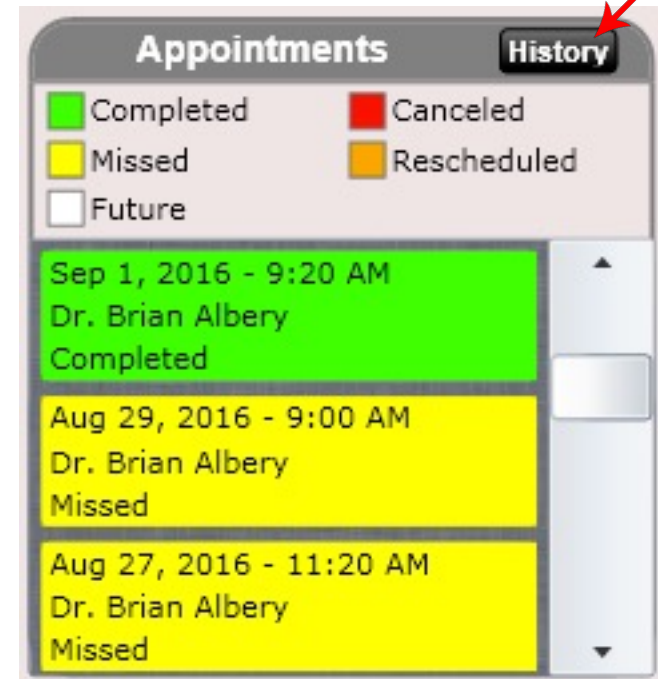 Appointments History
Completed Canceled
Missed Rescheduled
Future
Sep 1, 2016 - 9:20 AM
Dr. Brian Albery
Completed
Aug 29, 2016 - 9:00 AM
Dr. Brian Albery
Missed
Aug 27, 2016 - 11:20 AM
Dr. Brian Albery
Missed